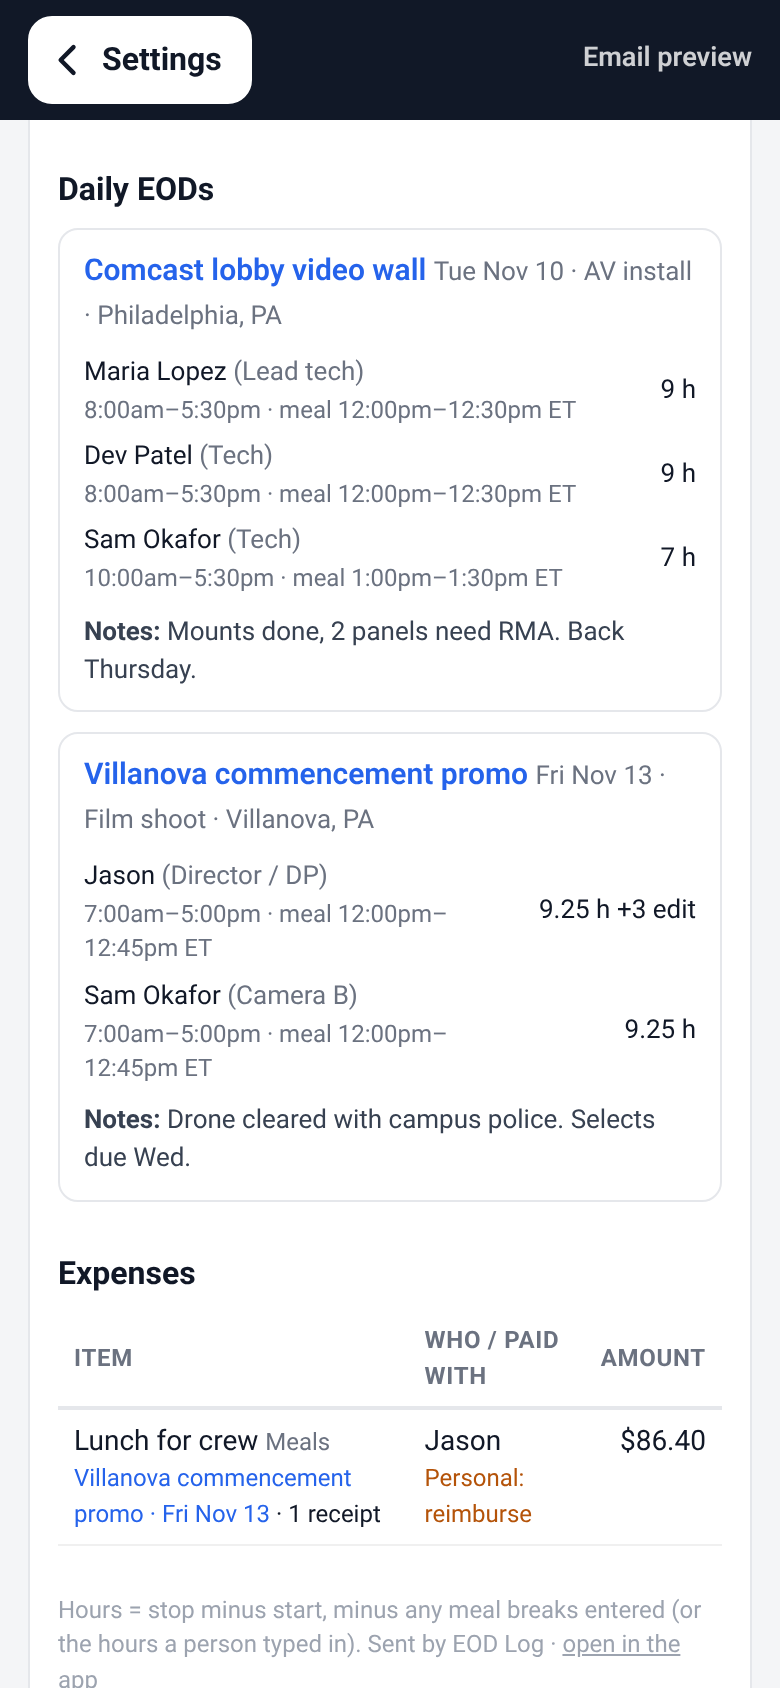 Settings
Email preview
Daily EODs
Comcast lobby video wall Tue Nov 10 · AV install
· Philadelphia, PA
Maria Lopez (Lead tech)
8:00am–5:30pm · meal 12:00pm–12:30pm ET
9 h
Dev Patel (Tech)
8:00am–5:30pm · meal 12:00pm–12:30pm ET
9 h
Sam Okafor (Tech)
10:00am–5:30pm · meal 1:00pm–1:30pm ET
7 h
Notes: Mounts done, 2 panels need RMA. Back
Thursday.
Villanova commencement promo Fri Nov 13 ·
Film shoot · Villanova, PA
Jason (Director / DP)
7:00am–5:00pm · meal 12:00pm–
12:45pm ET
9.25 h +3 edit
Sam Okafor (Camera B)
7:00am–5:00pm · meal 12:00pm–
12:45pm ET
9.25 h
Notes: Drone cleared with campus police. Selects
due Wed.
Expenses
ITEM
WHO / PAID
WITH
AMOUNT
Lunch for crew Meals
Villanova commencement
promo · Fri Nov 13 · 1 receipt
Jason
Personal:
reimburse
$86.40
Hours = stop minus start, minus any meal breaks entered (or
the hours a person typed in). Sent by EOD Log · open in the
app